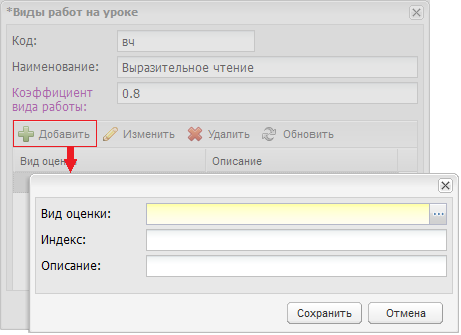 *Виды работ на уроке
Код: вч
Наименование: Выразительное чтение
Коэффициент
вида работы: 0.8
Добавить Изменить Удалить Обновить
Вид оцен Описание
Вид оценки: ...
Индекс:
Описание:
Сохранить Отмена